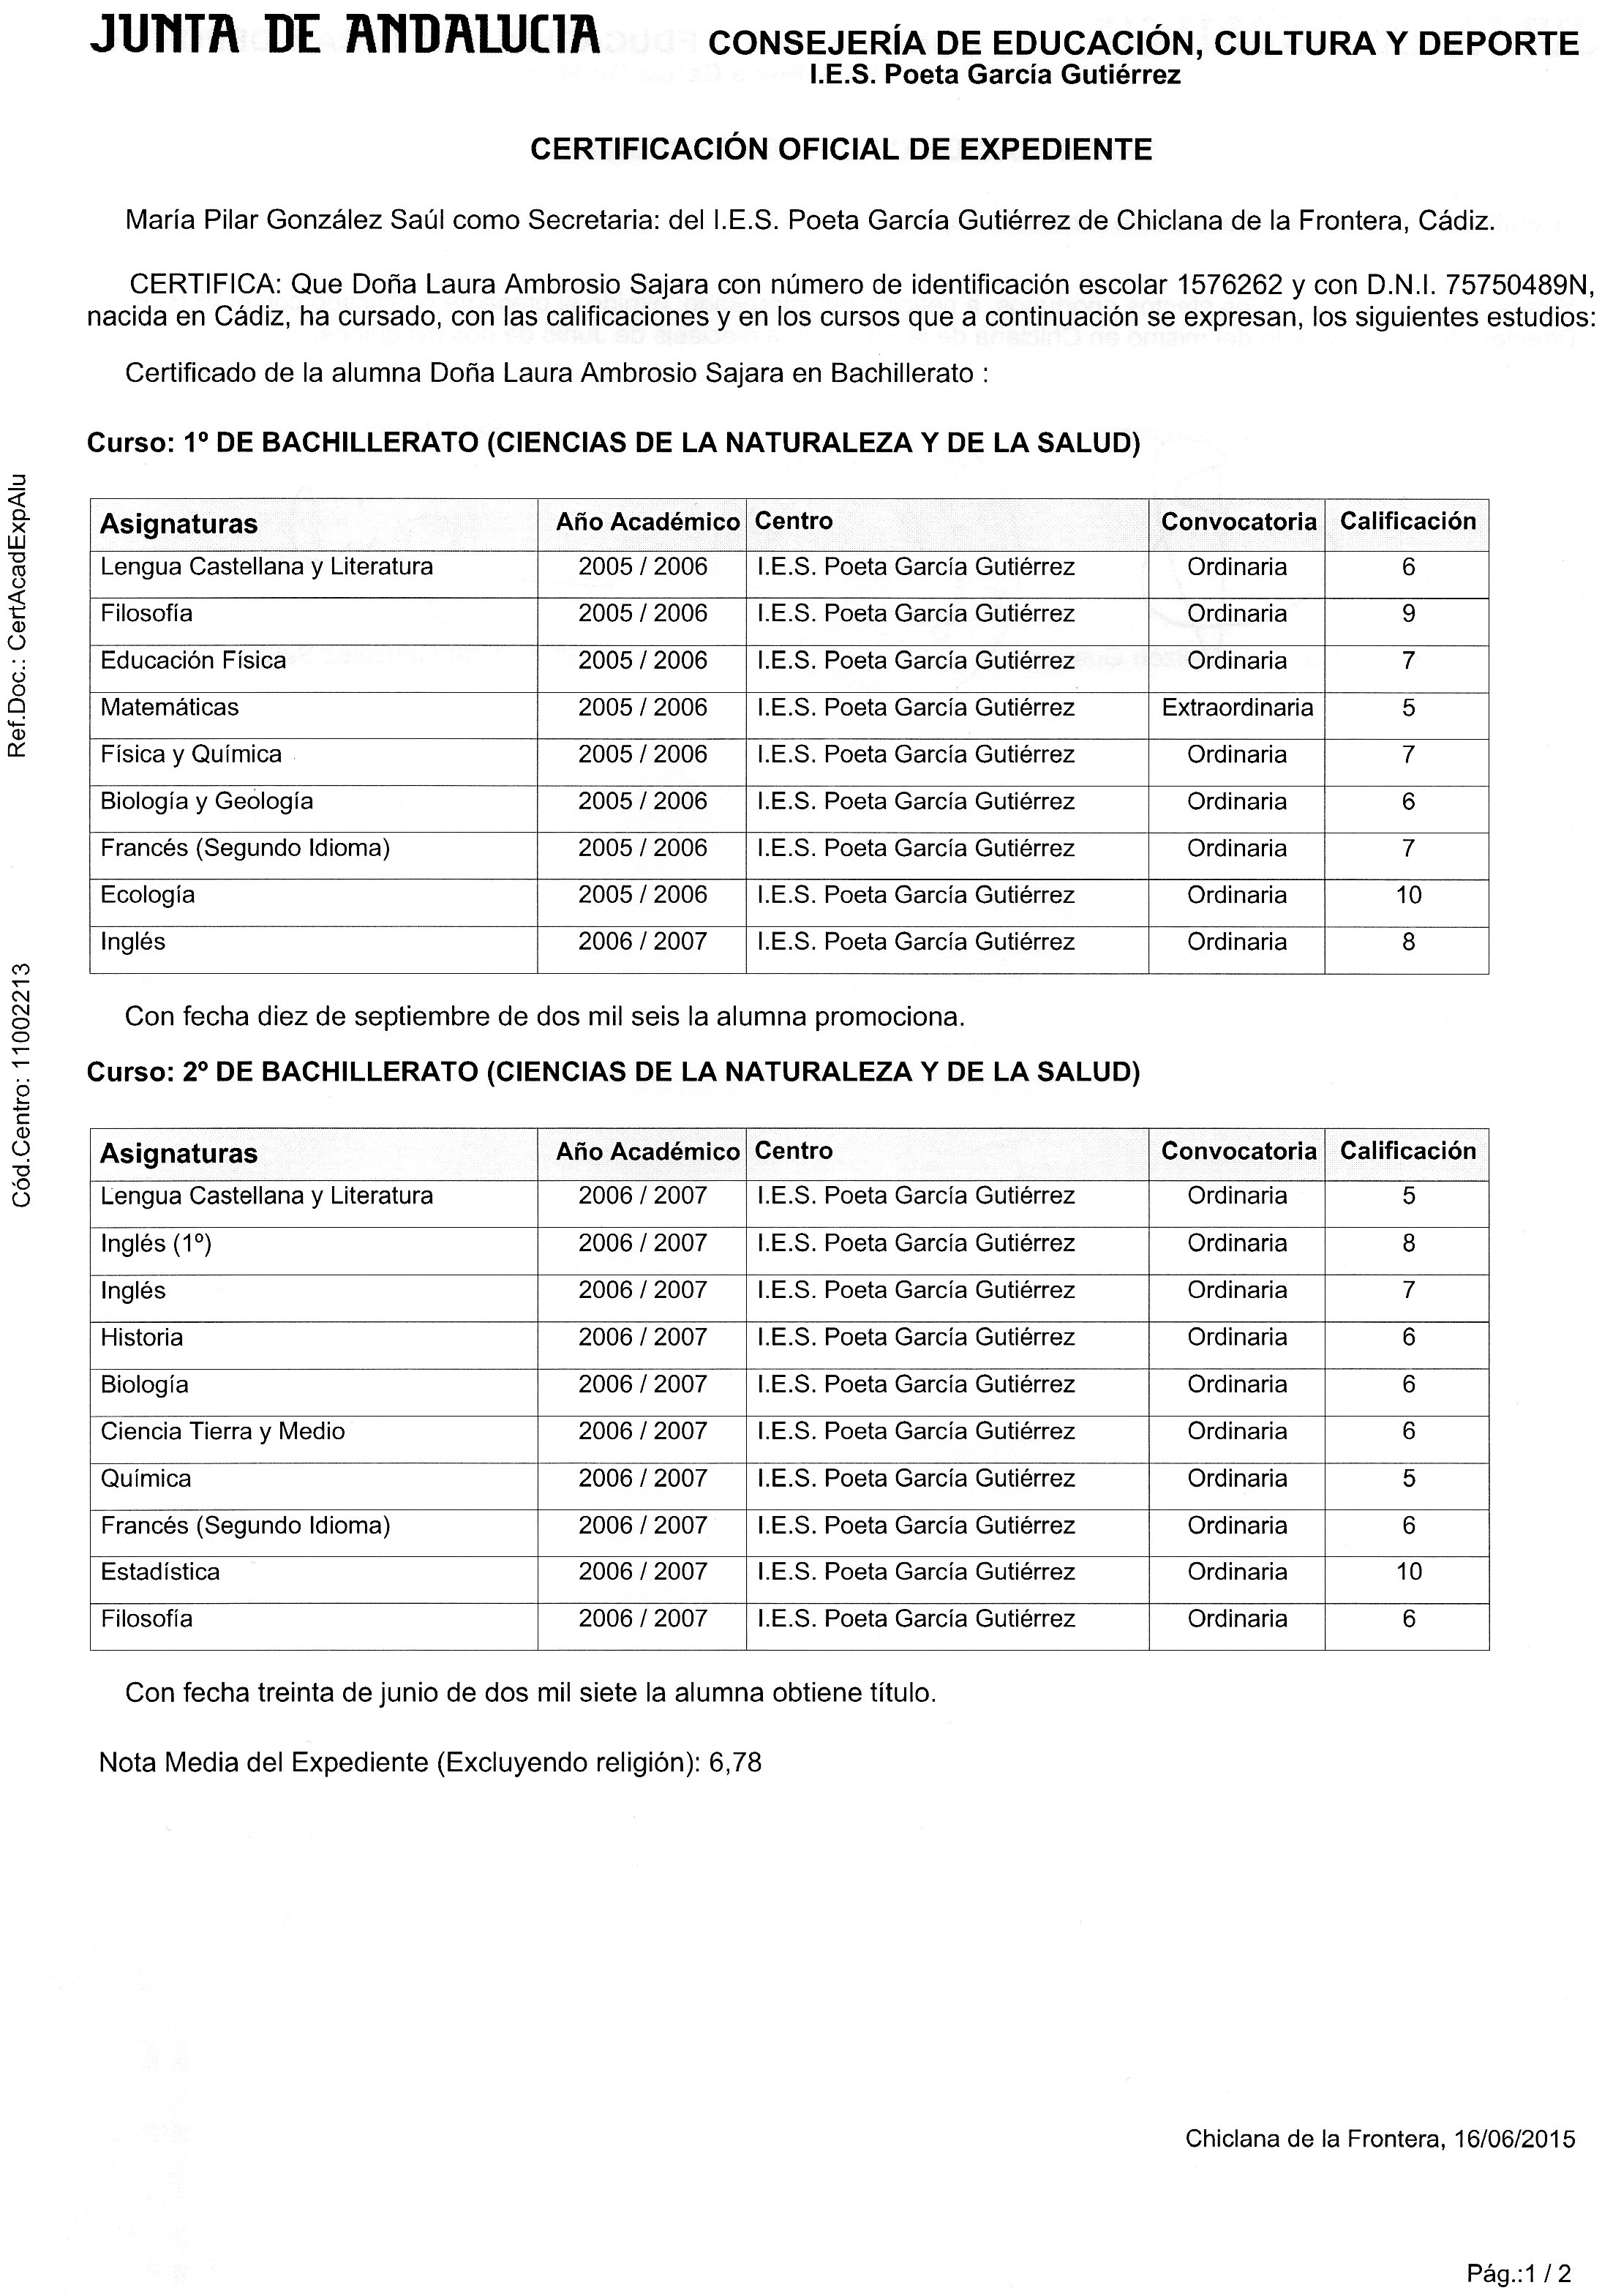 JUNTA DE ANDALUCIA
CONSEJERÍA DE EDUCACIÓN, CULTURA Y DEPORTE
I.E.S. Poeta García Gutiérrez
CERTIFICACIÓN OFICIAL DE EXPEDIENTE
María Pilar González Saúl como Secretaria: del I.E.S. Poeta García Gutiérrez de Chiclana de la Frontera, Cádiz.
CERTIFICA: Que Doña Laura Ambrosio Sajara con número de identificación escolar 1576262 y con D.N.I. 75750489N,
nacida en Cádiz, ha cursado, con las calificaciones y en los cursos que a continuación se expresan, los siguientes estudios:
Certificado de la alumna Doña Laura Ambrosio Sajara en Bachillerato :
Curso: 1º DE BACHILLERATO (CIENCIAS DE LA NATURALEZA Y DE LA SALUD)
Asignaturas Año Académico Centro Convocatoria Calificación
Lengua Castellana y Literatura 2005 / 2006 I.E.S. Poeta García Gutiérrez Ordinaria 6
Filosofía 2005 / 2006 I.E.S. Poeta García Gutiérrez Ordinaria 9
Educación Física 2005 / 2006 I.E.S. Poeta García Gutiérrez Ordinaria 7
Matemáticas 2005 / 2006 I.E.S. Poeta García Gutiérrez Extraordinaria 5
Física y Química 2005 / 2006 I.E.S. Poeta García Gutiérrez Ordinaria 7
Biología y Geología 2005 / 2006 I.E.S. Poeta García Gutiérrez Ordinaria 6
Francés (Segundo Idioma) 2005 / 2006 I.E.S. Poeta García Gutiérrez Ordinaria 7
Ecología 2005 / 2006 I.E.S. Poeta García Gutiérrez Ordinaria 10
Inglés 2006 / 2007 I.E.S. Poeta García Gutiérrez Ordinaria 8
Con fecha diez de septiembre de dos mil seis la alumna promociona.
Curso: 2º DE BACHILLERATO (CIENCIAS DE LA NATURALEZA Y DE LA SALUD)
Asignaturas Año Académico Centro Convocatoria Calificación
Lengua Castellana y Literatura 2006 / 2007 I.E.S. Poeta García Gutiérrez Ordinaria 5
Inglés (1º) 2006 / 2007 I.E.S. Poeta García Gutiérrez Ordinaria 8
Inglés 2006 / 2007 I.E.S. Poeta García Gutiérrez Ordinaria 7
Historia 2006 / 2007 I.E.S. Poeta García Gutiérrez Ordinaria 6
Biología 2006 / 2007 I.E.S. Poeta García Gutiérrez Ordinaria 6
Ciencia Tierra y Medio 2006 / 2007 I.E.S. Poeta García Gutiérrez Ordinaria 6
Química 2006 / 2007 I.E.S. Poeta García Gutiérrez Ordinaria 5
Francés (Segundo Idioma) 2006 / 2007 I.E.S. Poeta García Gutiérrez Ordinaria 6
Estadística 2006 / 2007 I.E.S. Poeta García Gutiérrez Ordinaria 10
Filosofía 2006 / 2007 I.E.S. Poeta García Gutiérrez Ordinaria 6
Con fecha treinta de junio de dos mil siete la alumna obtiene título.
Nota Media del Expediente (Excluyendo religión): 6,78
Chiclana de la Frontera, 16/06/2015
Pág.:1 / 2
Ref.Doc.: CertAcadExpAlu
Cód.Centro: 11002213